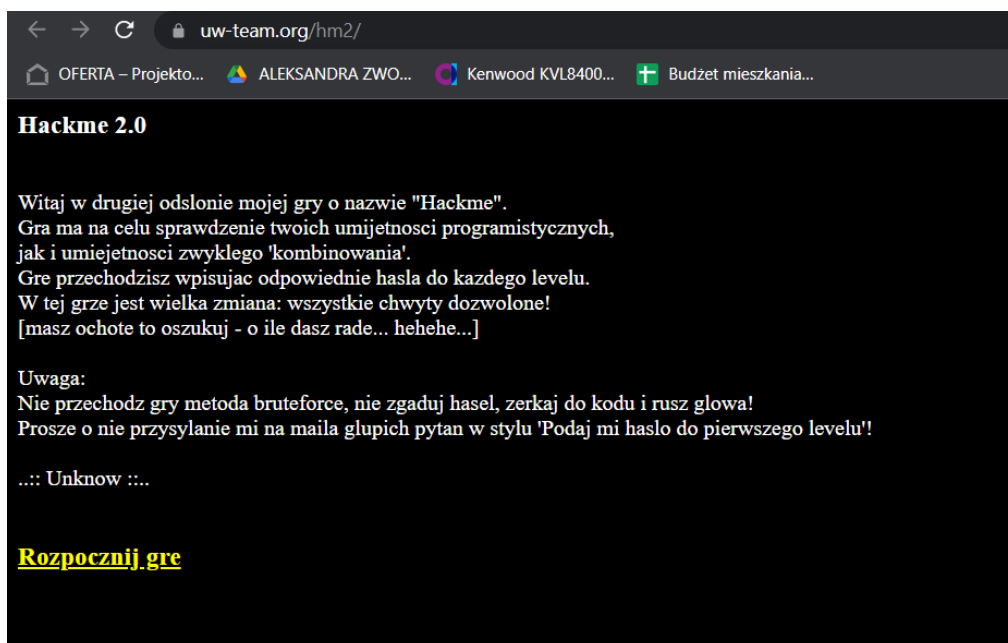 uw-team.org/hm2/
OFERTA – Projekto... ALEKSANDRA ZWO... Kenwood KVL8400... Budżet mieszkania...
Hackme 2.0
Witaj w drugiej odslonie mojej gry o nazwie "Hackme".
Gra ma na celu sprawdzenie twoich umijetnosci programistycznych,
jak i umiejetnosci zwyklego 'kombinowania'.
Gre przechodzisz wpisujac odpowiednie hasla do kazdego levelu.
W tej grze jest wielka zmiana: wszystkie chwyty dozwolone!
[masz ochote to oszukuj - o ile dasz rade... hehehe...]
Uwaga:
Nie przechodz gry metoda bruteforce, nie zgaduj hasel, zerkaj do kodu i rusz glowa!
Prosze o nie przysylanie mi na maila glupich pytan w stylu 'Podaj mi haslo do pierwszego levelu'!
..:: Unknow ::..
Rozpocznij gre